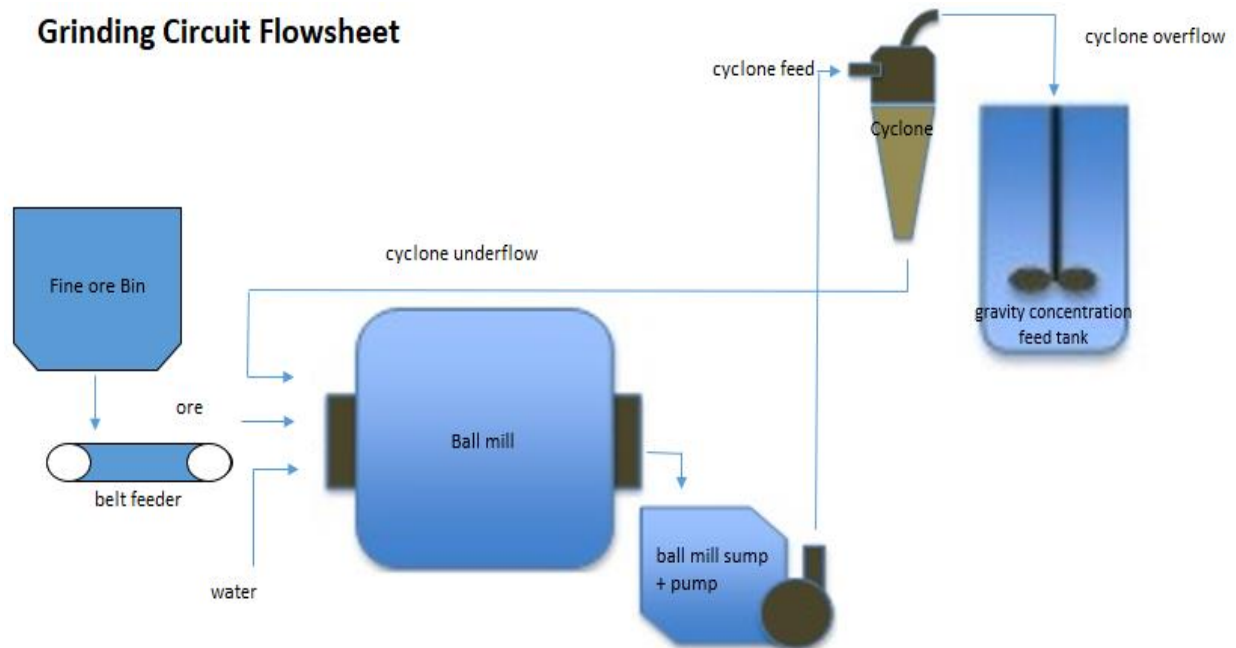 Grinding Circuit Flowsheet
cyclone overflow
cyclone feed
Cyclone
cyclone underflow
Fine ore Bin
gravity concentration
feed tank
ore
Ball mill
belt feeder
ball mill sump
+ pump
water